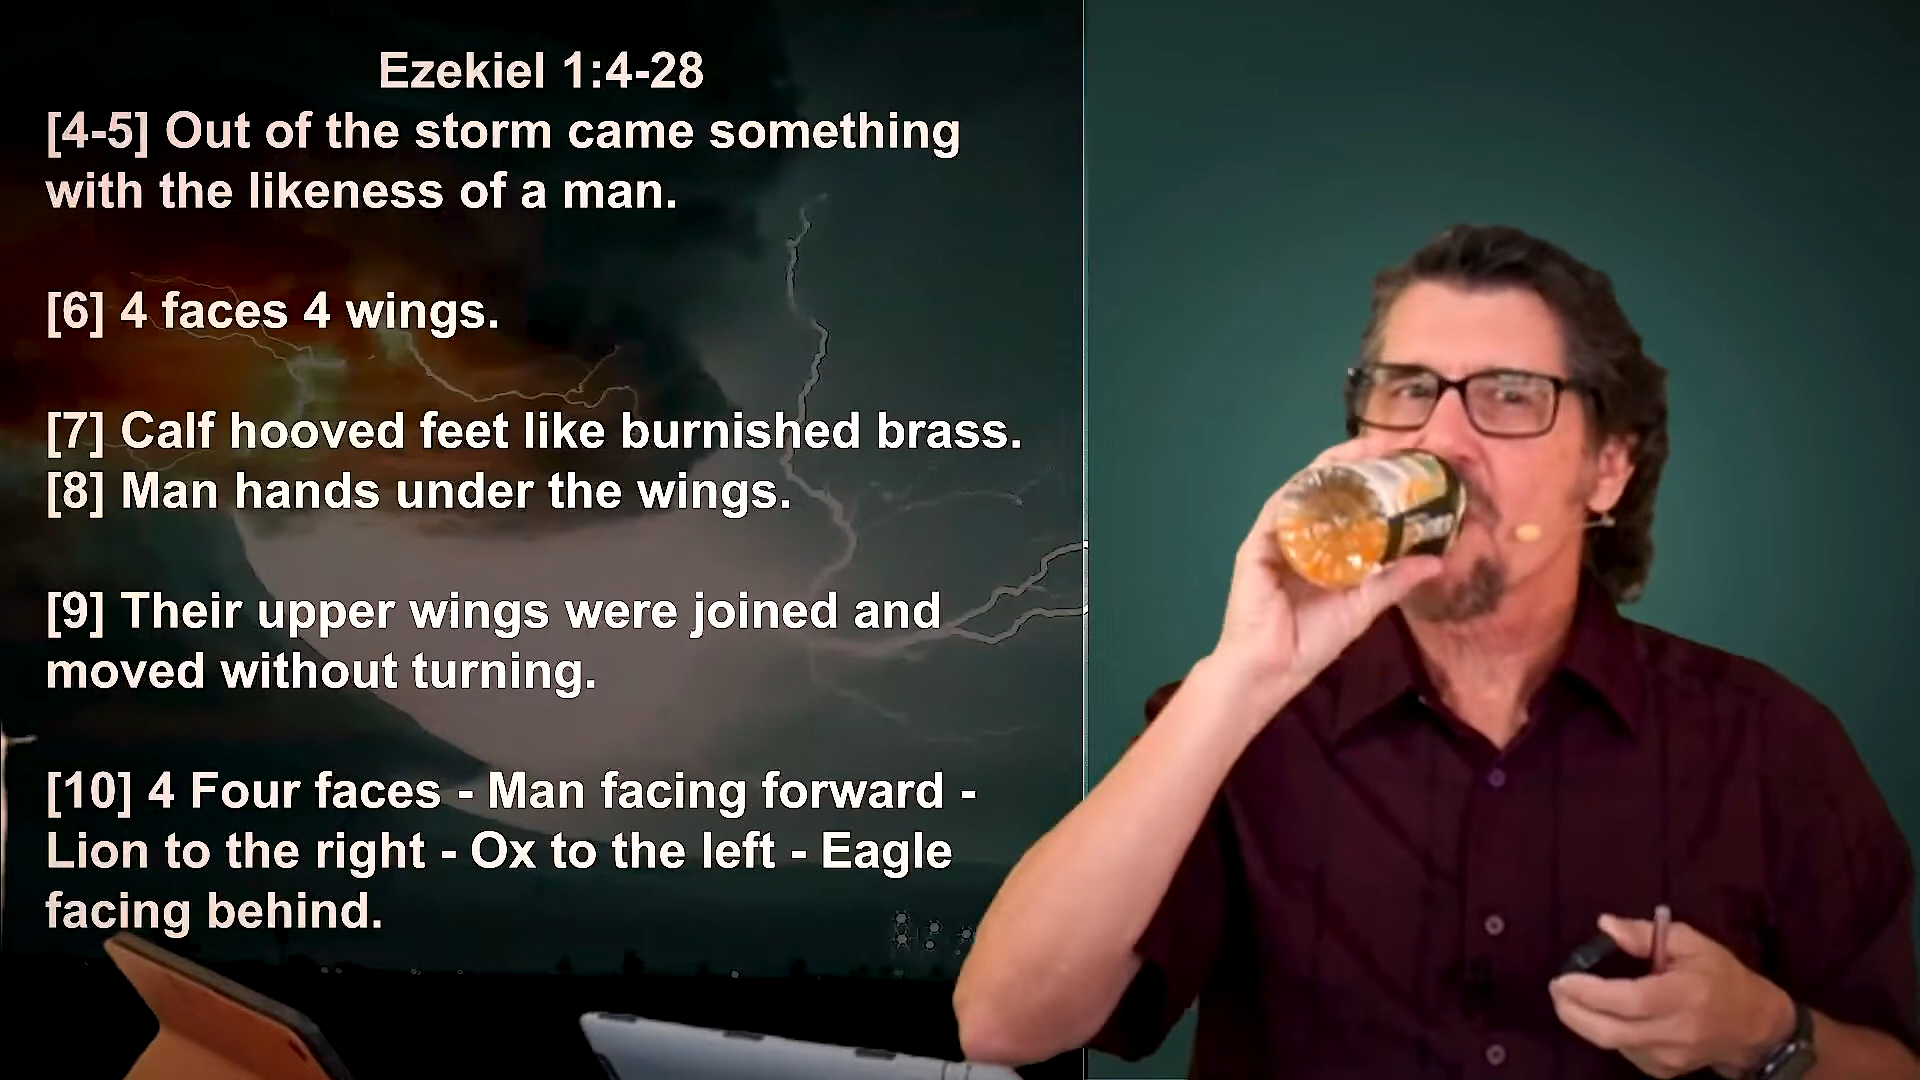 Ezekiel 1:4-28
[4-5] Out of the storm came something
with the likeness of a man.
[6] 4 faces 4 wings.
[7] Calf hooved feet like burnished brass.
[8] Man hands under the wings.
[9] Their upper wings were joined and
moved without turning.
[10] 4 Four faces - Man facing forward -
Lion to the right - Ox to the left - Eagle
facing behind.